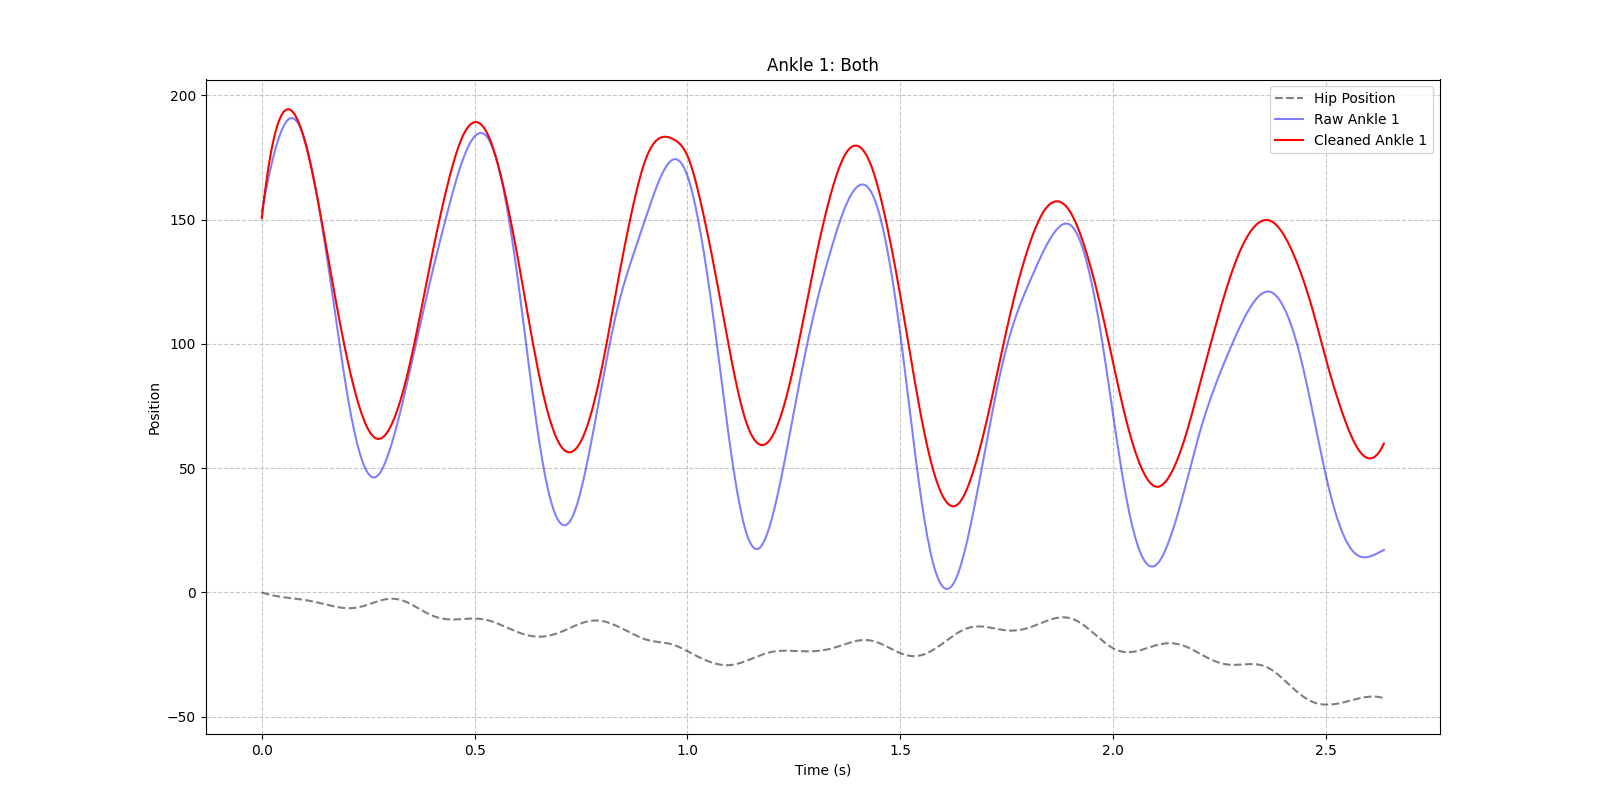 Ankle 1: Both
Hip Position
Raw Ankle 1
Cleaned Ankle 1
200
150
100
50
0
−50
Position
0.0 0.5 1.0 1.5 2.0 2.5
Time (s)